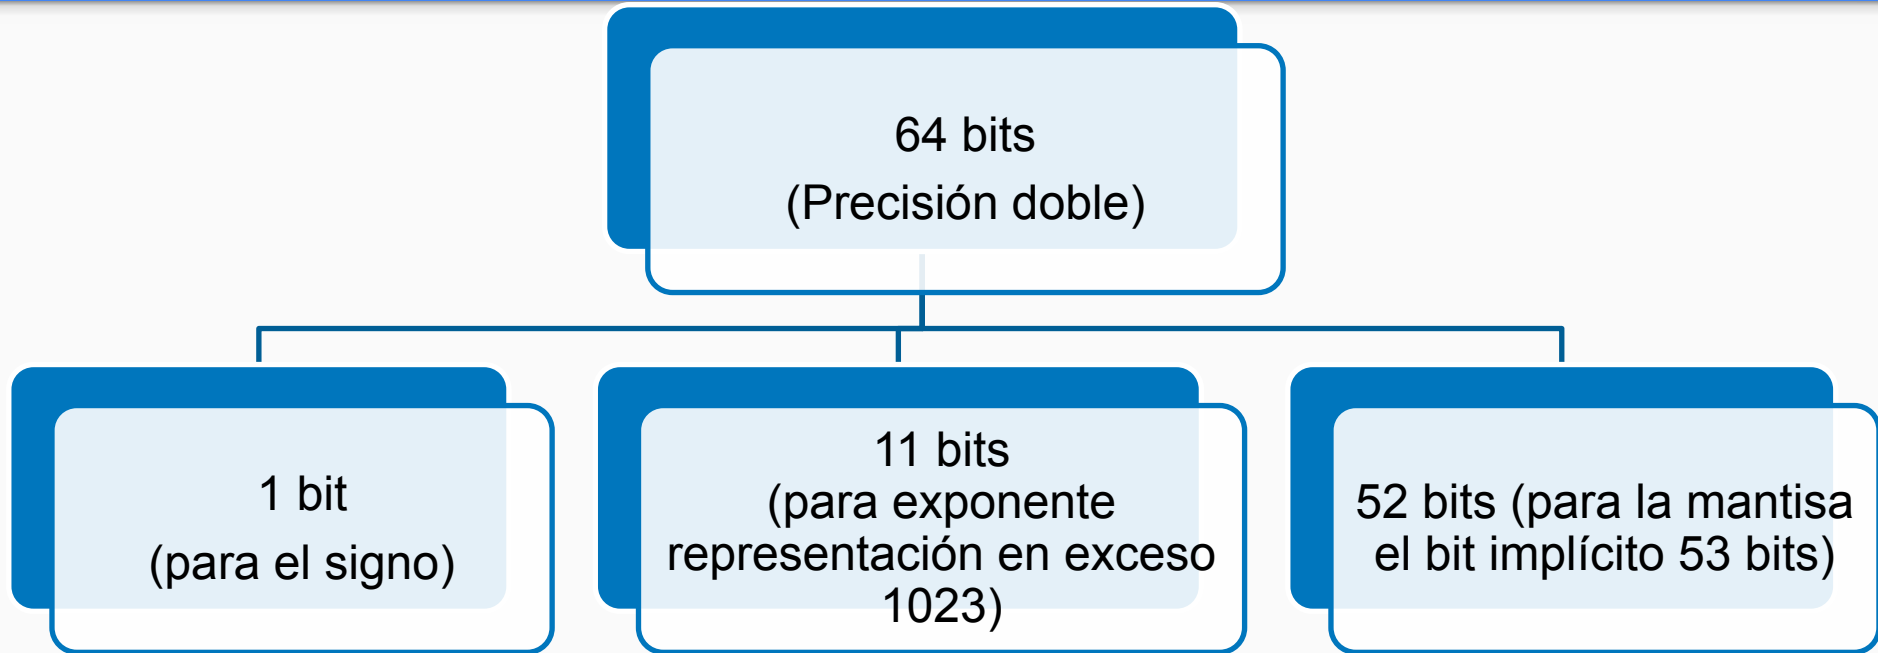 64 bits
(Precisión doble)
1 bit
(para el signo)
11 bits
(para exponente
representación en exceso
1023)
52 bits (para la mantisa
el bit implícito 53 bits)